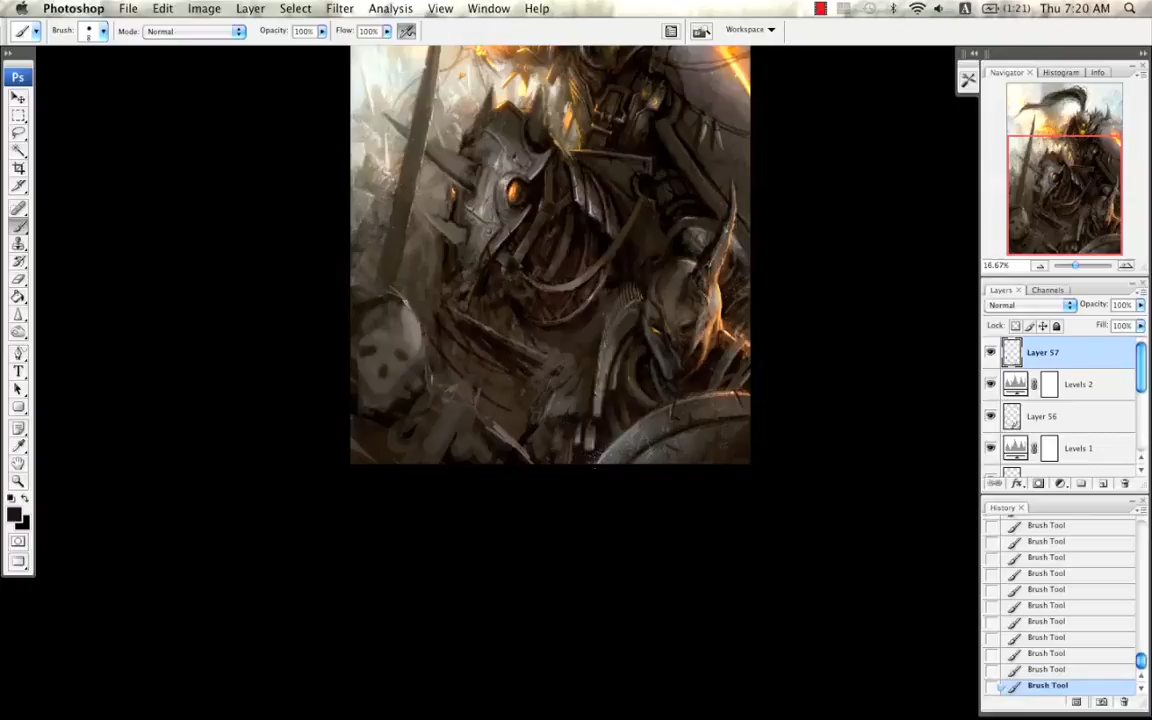 Photoshop File Edit Image Layer Select Filter Analysis View Window Help A (1:21) Thu 7:20 AM
Brush: 8 Mode: Normal Opacity: 100% Flow: 100% Workspace
Ps
Navigator Histogram Info
16.67%
Layers Channels
Normal Opacity: 100%
Lock: Fill: 100%
Layer 57
Levels 2
Layer 56
Levels 1
fx
T
History
Brush Tool
Brush Tool
Brush Tool
Brush Tool
Brush Tool
Brush Tool
Brush Tool
Brush Tool
Brush Tool
Brush Tool
Brush Tool